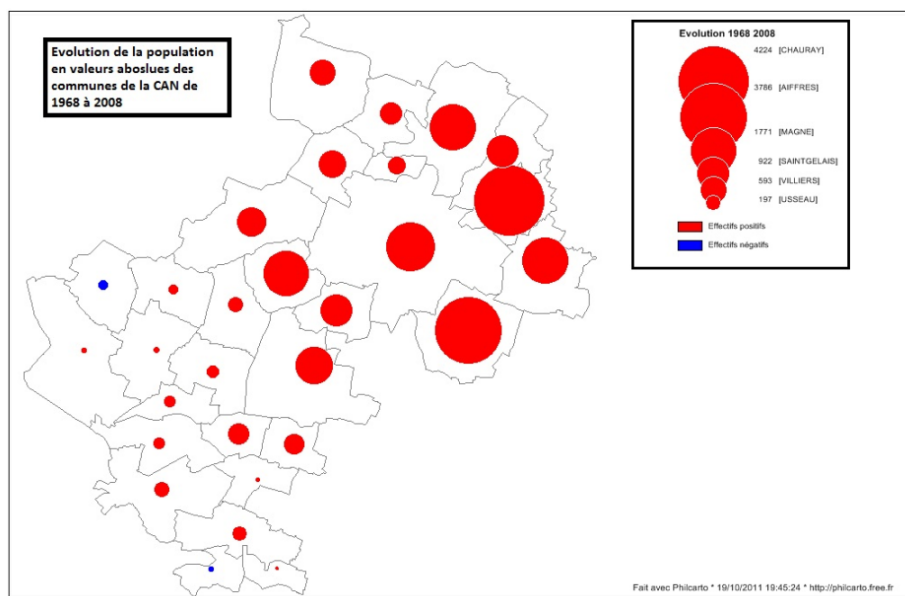 Evolution de la population
en valeurs aboslues des
communes de la CAN de
1968 à 2008
Evolution 1968 2008
4224 [CHAURAY]
3786 [AIFFRES]
1771 [MAGNE]
922 [SAINTGELAIS]
593 [VILLIERS]
197 [USSEAU]
Effectifs positifs
Effectifs négatifs
Fait avec Philcarto * 19/10/2011 19:45:24 * http://philcarto.free.fr